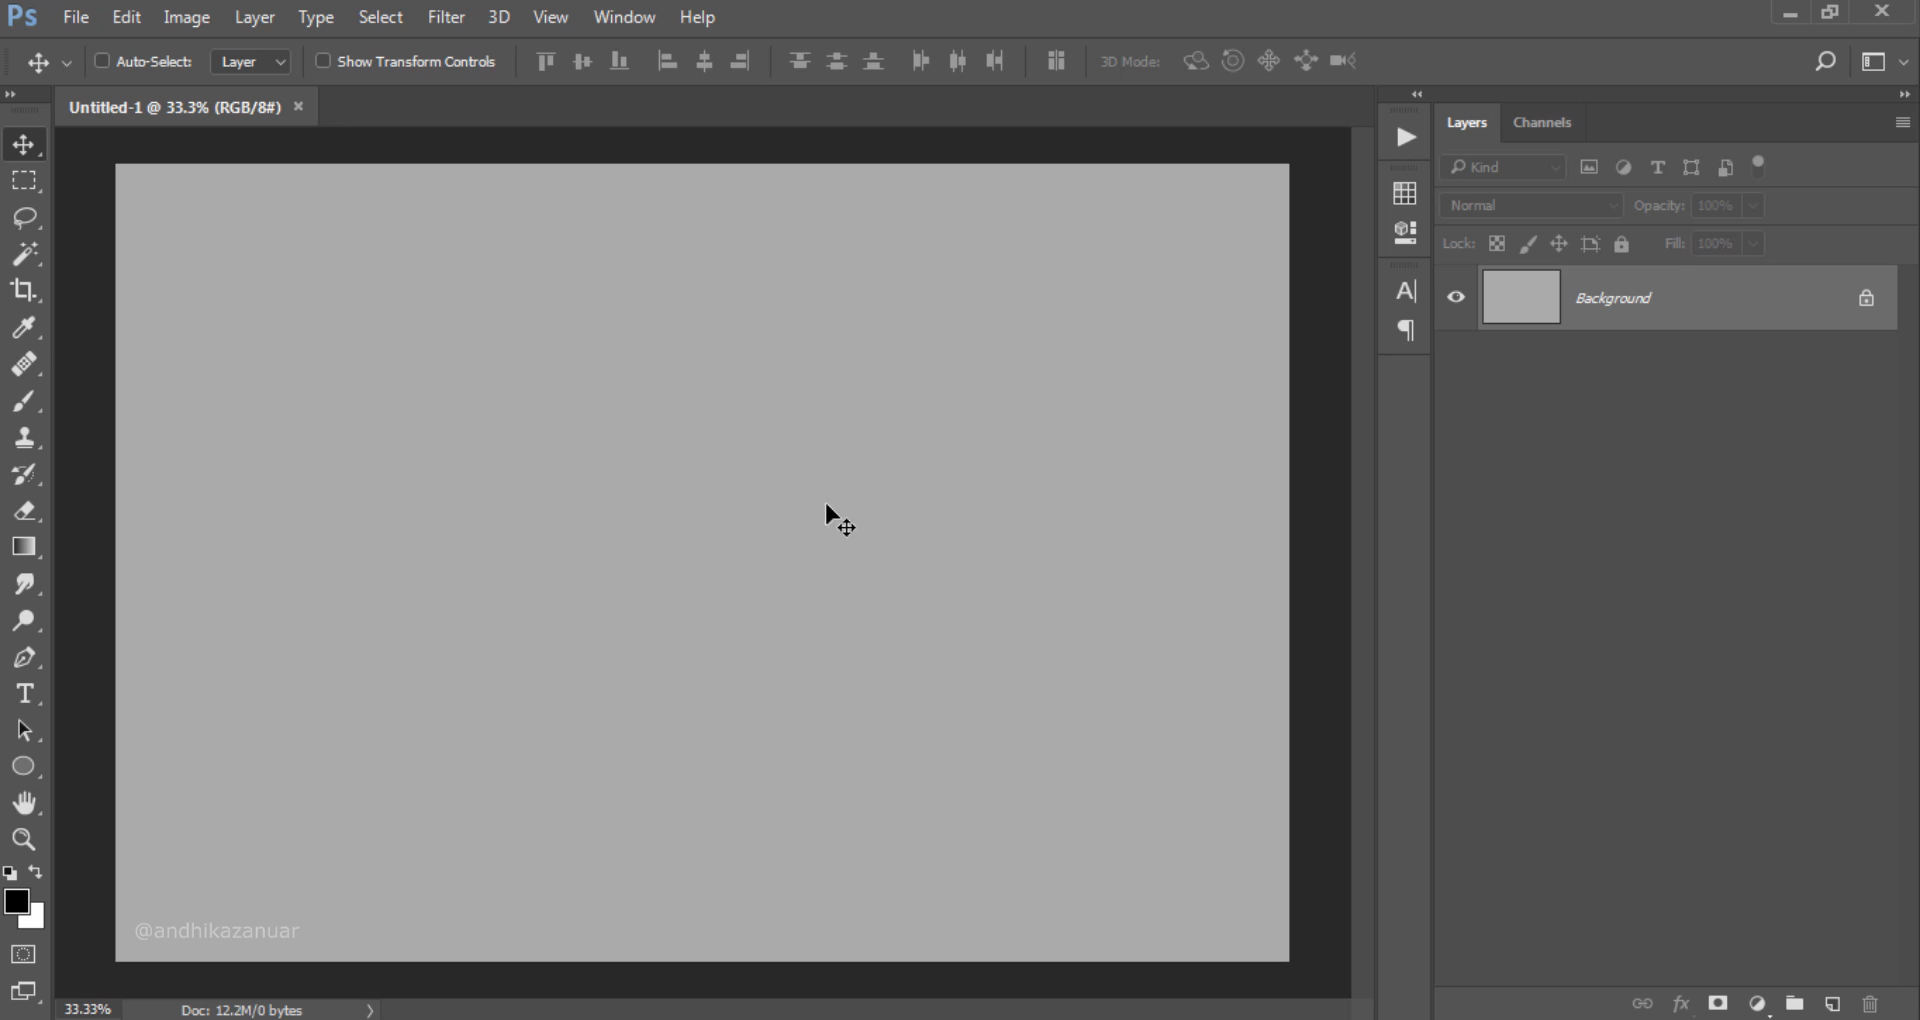 Ps File Edit Image Layer Type Select Filter 3D View Window Help
Auto-Select: Layer Show Transform Controls 3D Mode:
Untitled-1 @ 33.3% (RGB/8#)
Layers Channels
Kind
Normal Opacity: 100%
Lock: Fill: 100%
Background
@andhikazanuar
33.33% Doc: 12.2M/0 bytes
fx